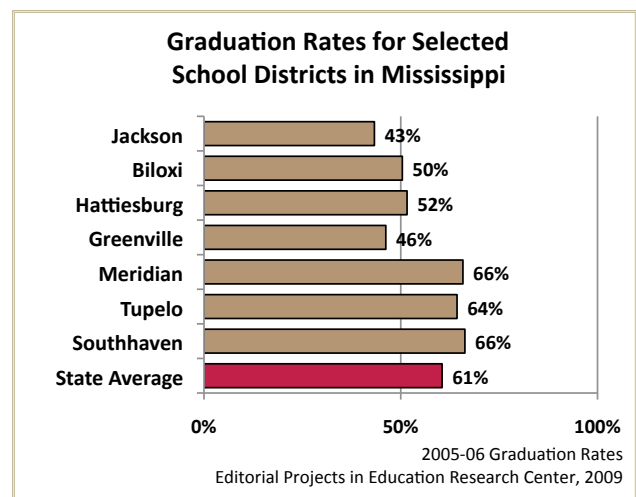 Graduation Rates for Selected
School Districts in Mississippi
Jackson 43%
Biloxi 50%
Hattiesburg 52%
Greenville 46%
Meridian 66%
Tupelo 64%
Southhaven 66%
State Average 61%
0% 50% 100%
2005-06 Graduation Rates
Editorial Projects in Education Research Center, 2009